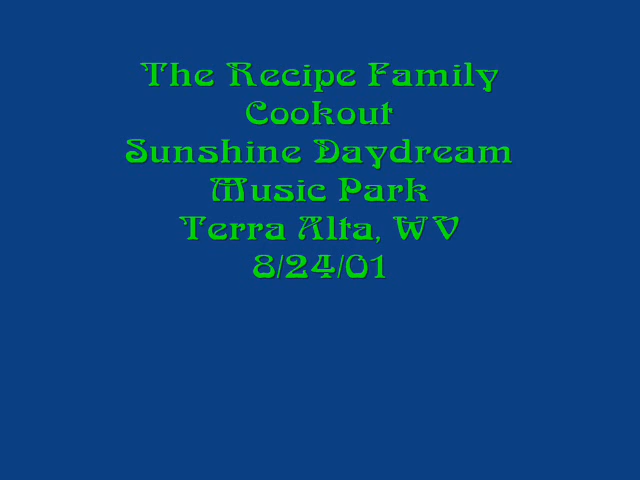 The Recipe Family
Cookout
Sunshine Daydream
Music Park
Terra Alta, WV
8/24/01